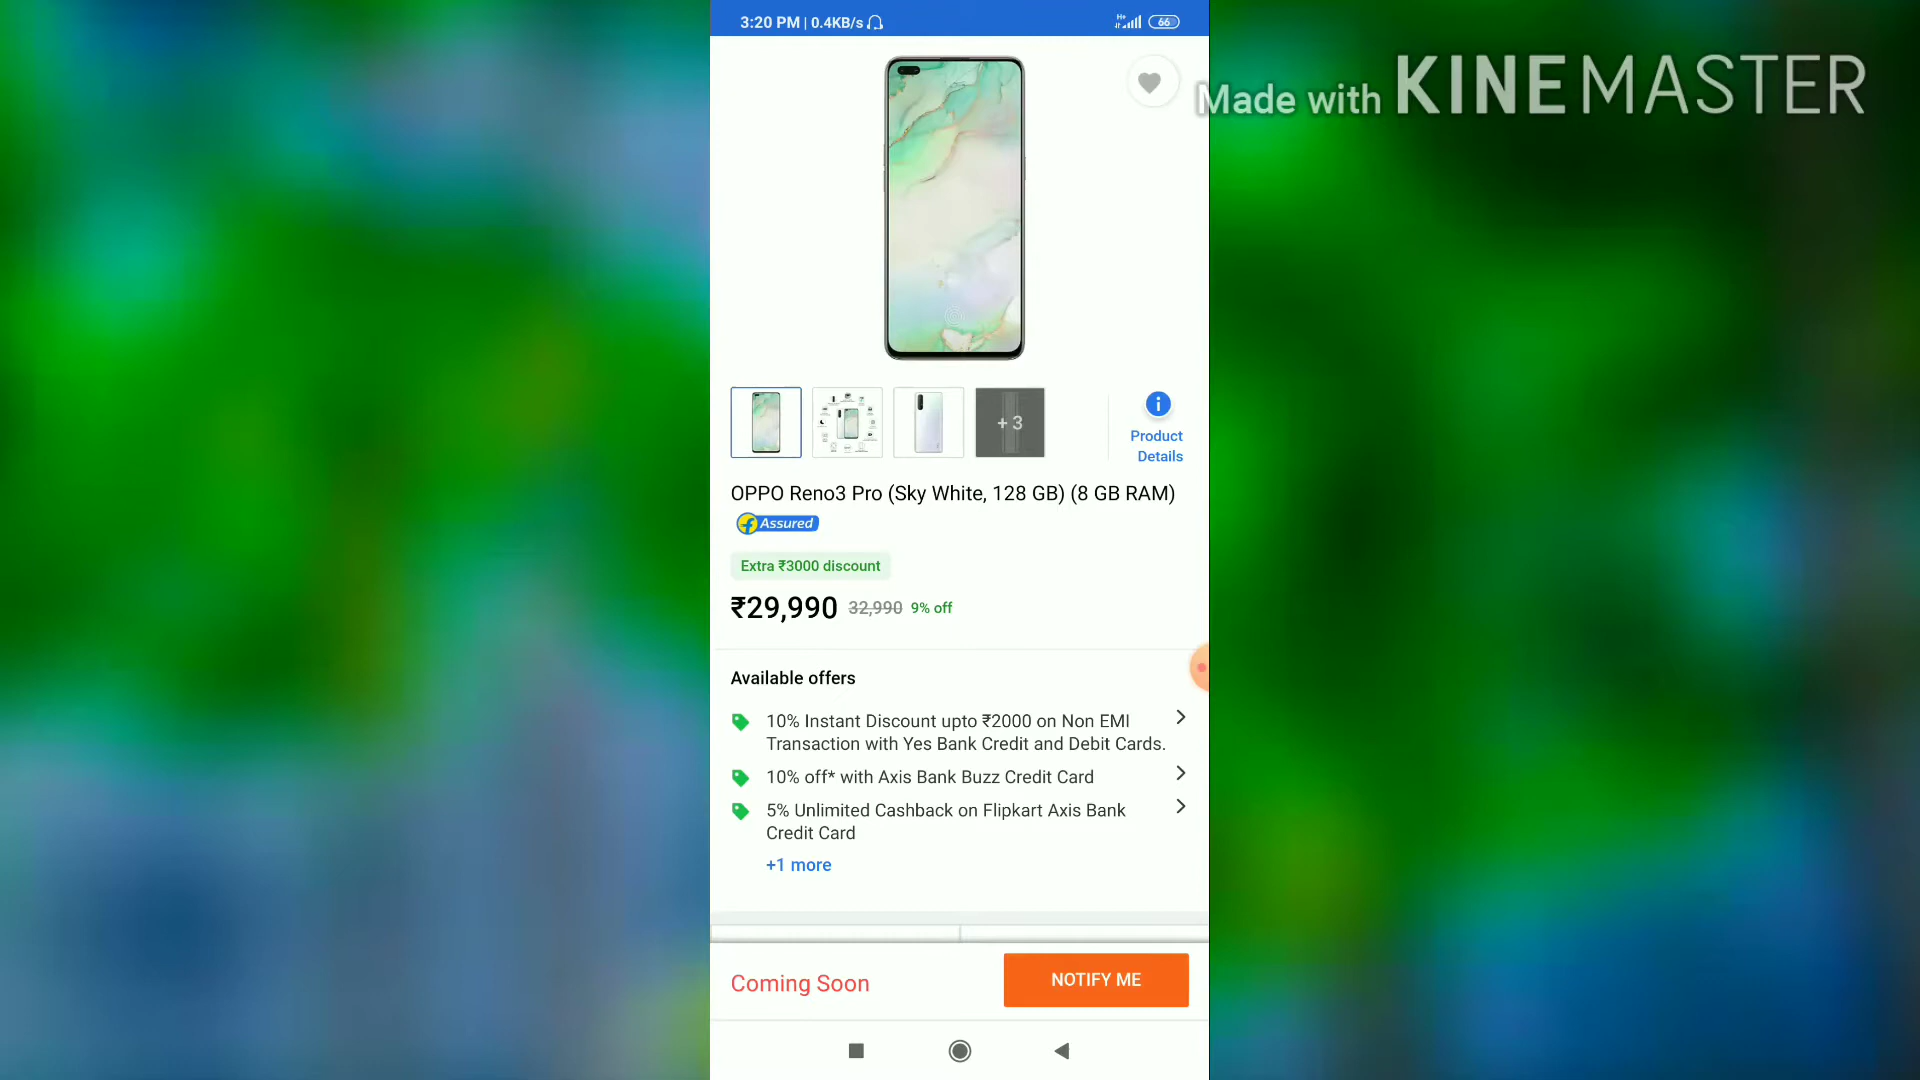 3:20 PM | 0.4KB/s
H+
66
Made with KINEMASTER
+ 3
Product
Details
OPPO Reno3 Pro (Sky White, 128 GB) (8 GB RAM)
Assured
Extra ₹3000 discount
₹29,990 32,990 9% off
Available offers
10% Instant Discount upto ₹2000 on Non EMI
Transaction with Yes Bank Credit and Debit Cards.
10% off* with Axis Bank Buzz Credit Card
5% Unlimited Cashback on Flipkart Axis Bank
Credit Card
+1 more
Coming Soon
NOTIFY ME